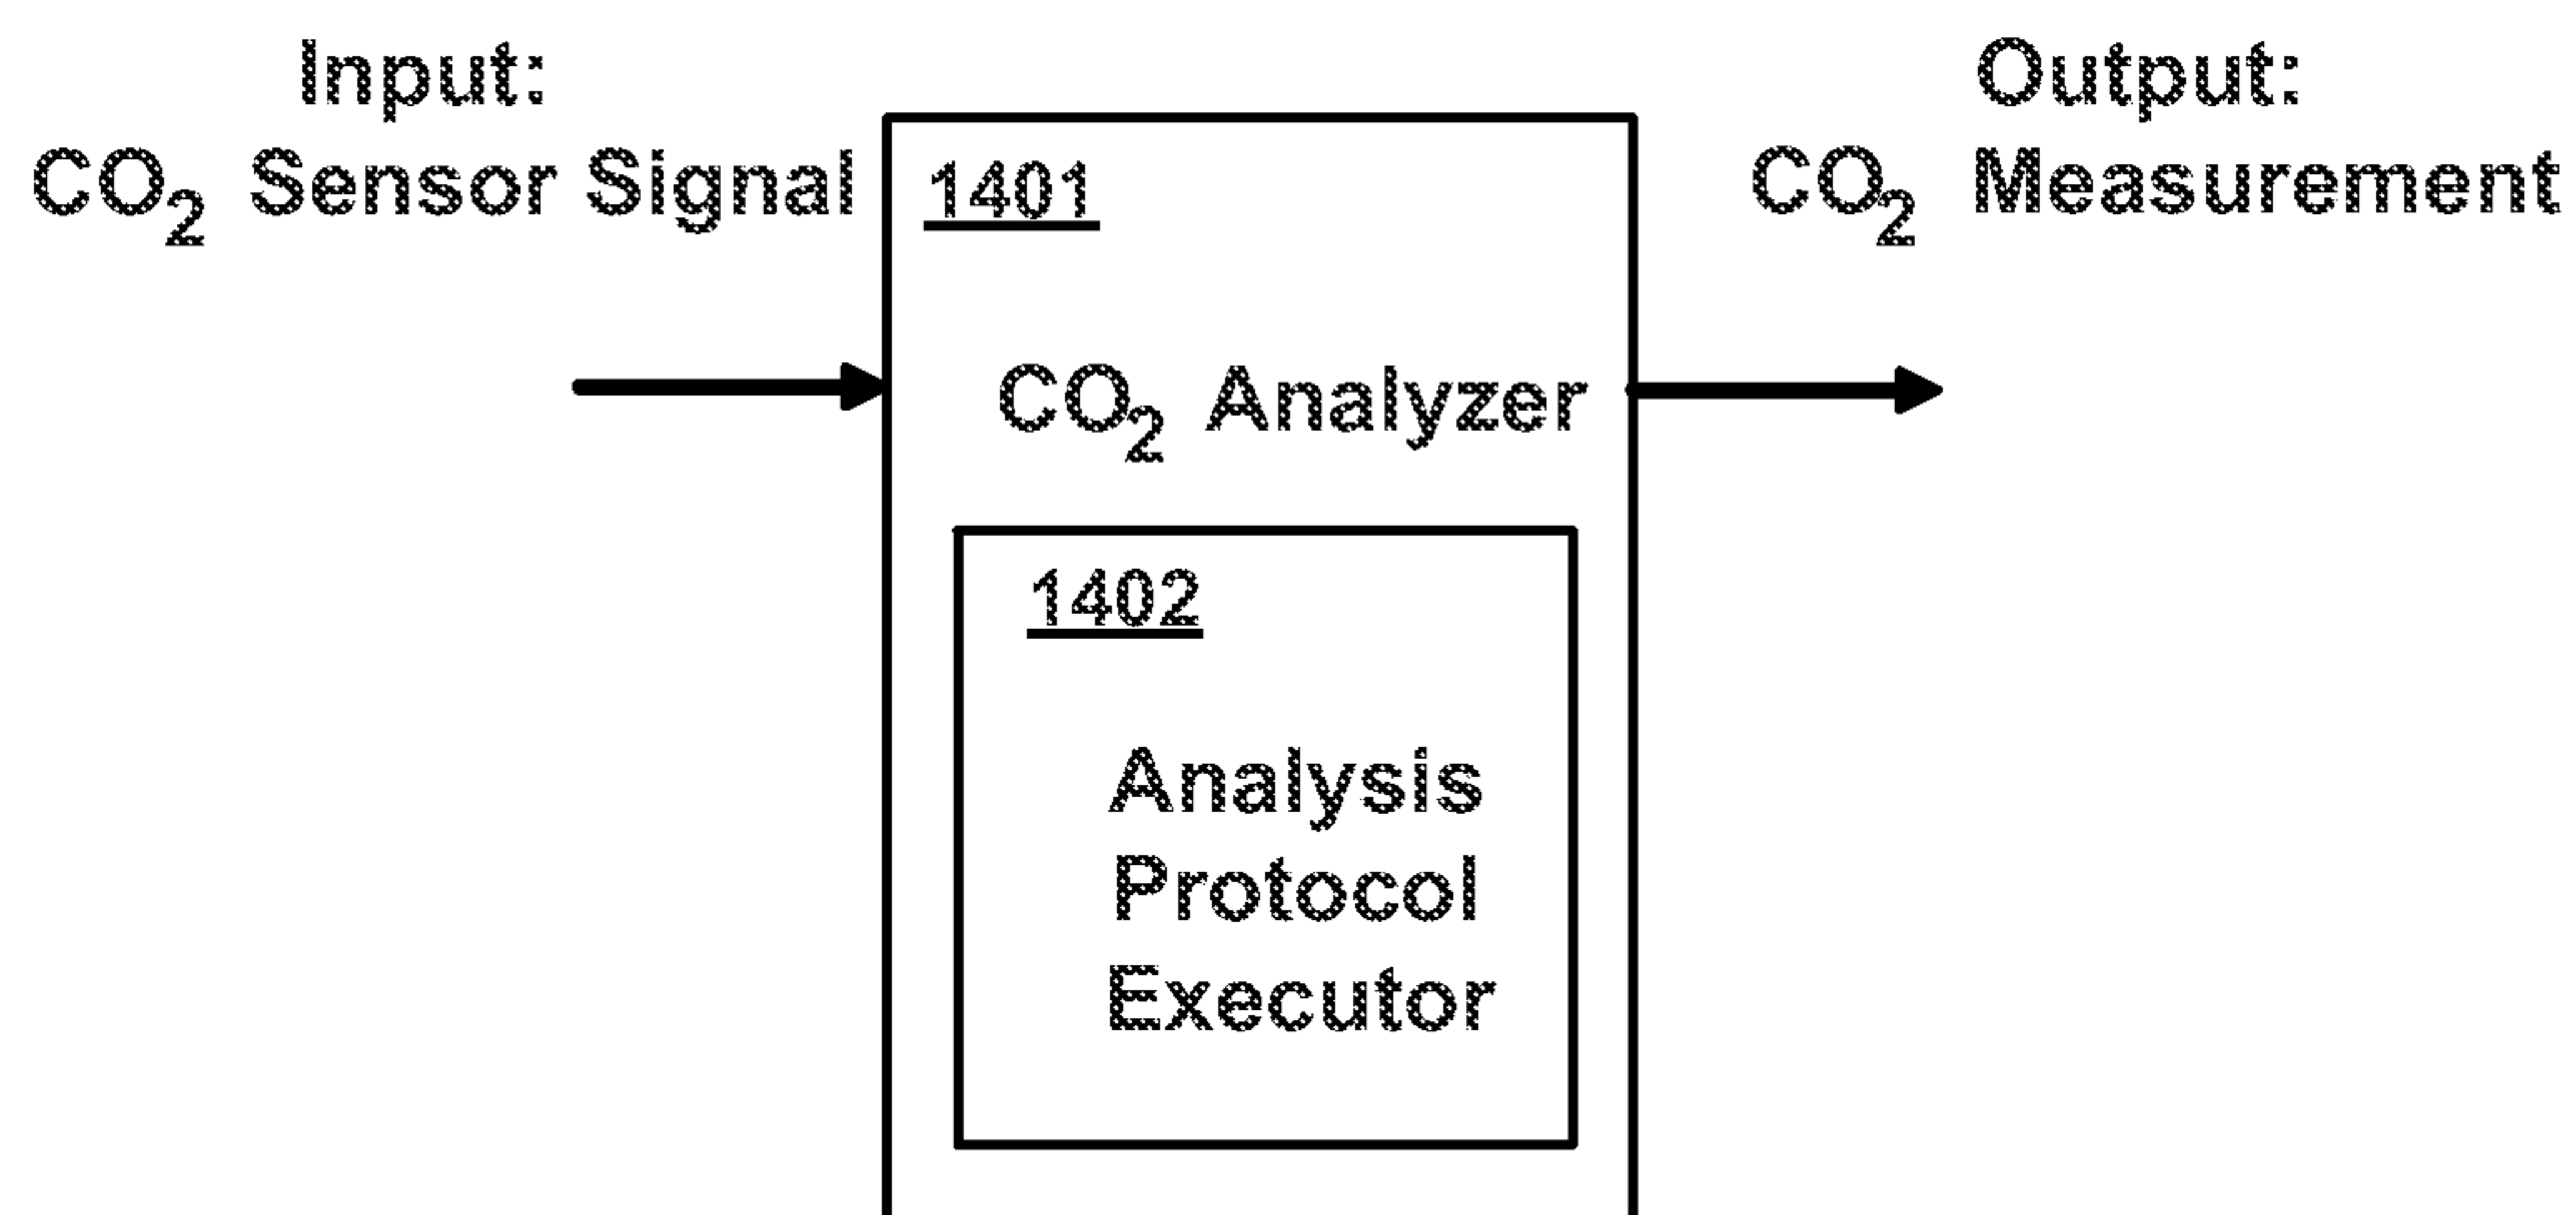 Input:
CO₂ Sensor Signal
1401
CO₂ Analyzer
1402
Analysis
Protocol
Executor
Output:
CO₂ Measurement